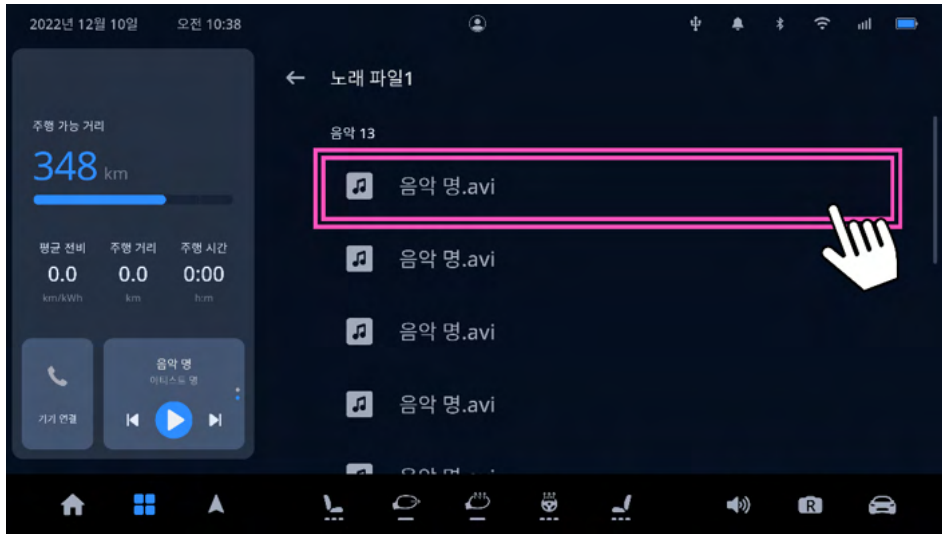 2022년 12월 10일 오전 10:38
← 노래 파일1
주행 가능 거리
348 km
음악 13
음악 명.avi
음악 명.avi
음악 명.avi
음악 명.avi
평균 전비 주행 거리 주행 시간
0.0 0.0 0:00
km/kWh km h:m
음악 명
기기 연결
R